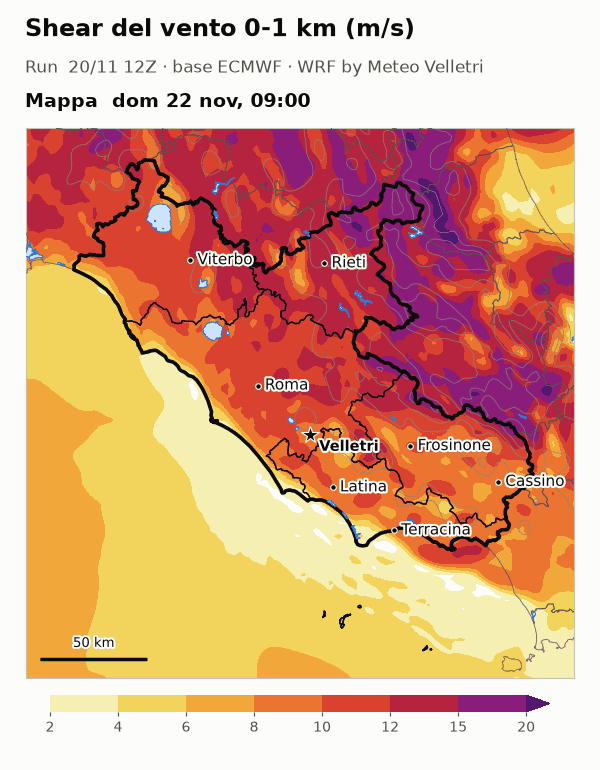 Shear del vento 0-1 km (m/s)
Run  20/11 12Z · base ECMWF · WRF by Meteo Velletri
Mappa  dom 22 nov, 09:00
Viterbo
Rieti
Roma
Velletri
Frosinone
Latina
Cassino
Terracina
50 km
2 4 6 8 10 12 15 20